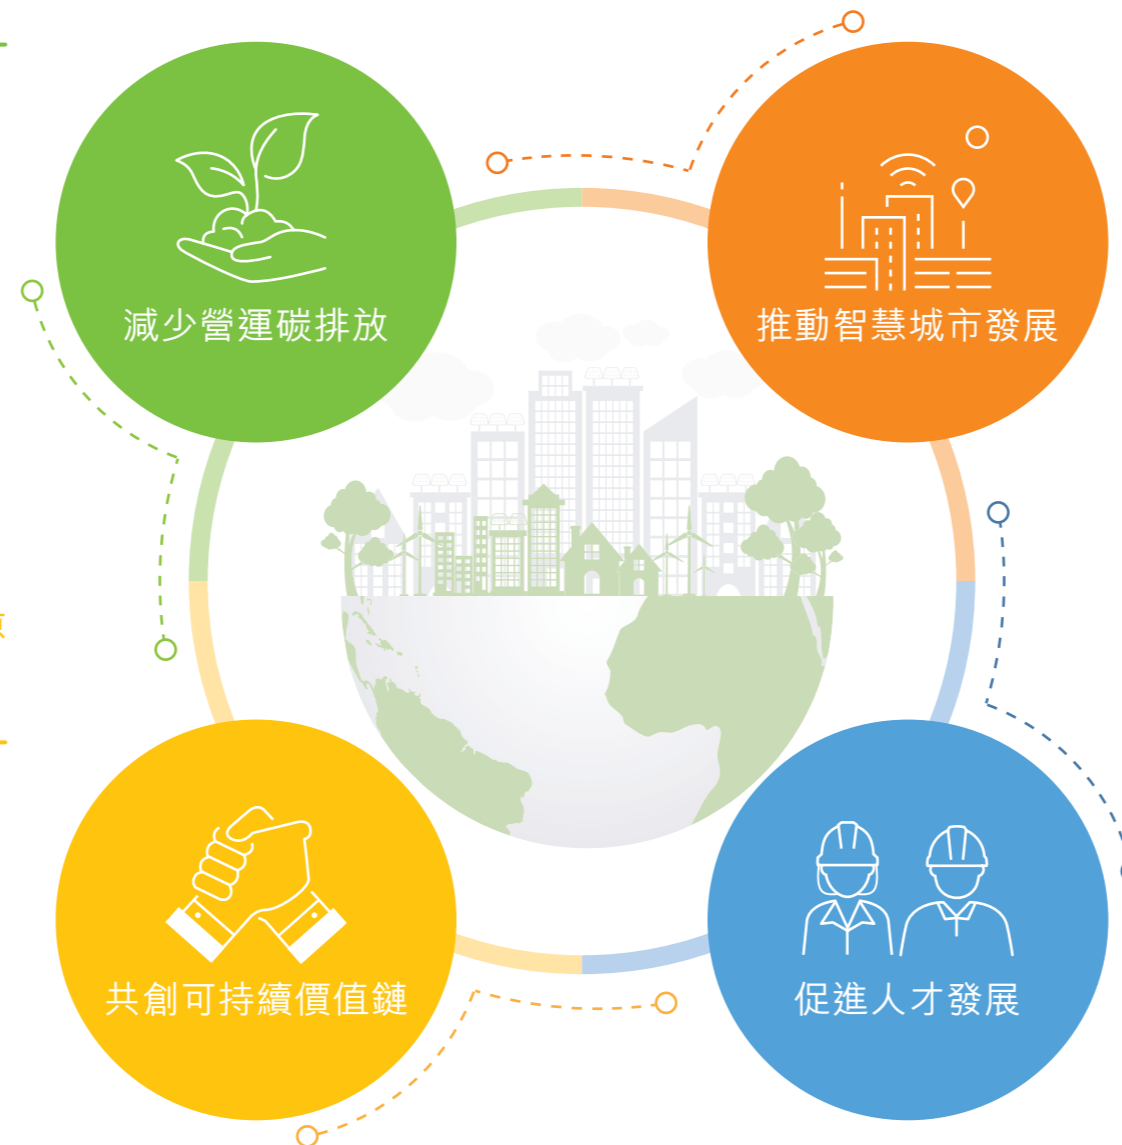 減少營運碳排放
推動智慧城市發展
共創可持續價值鏈
促進人才發展